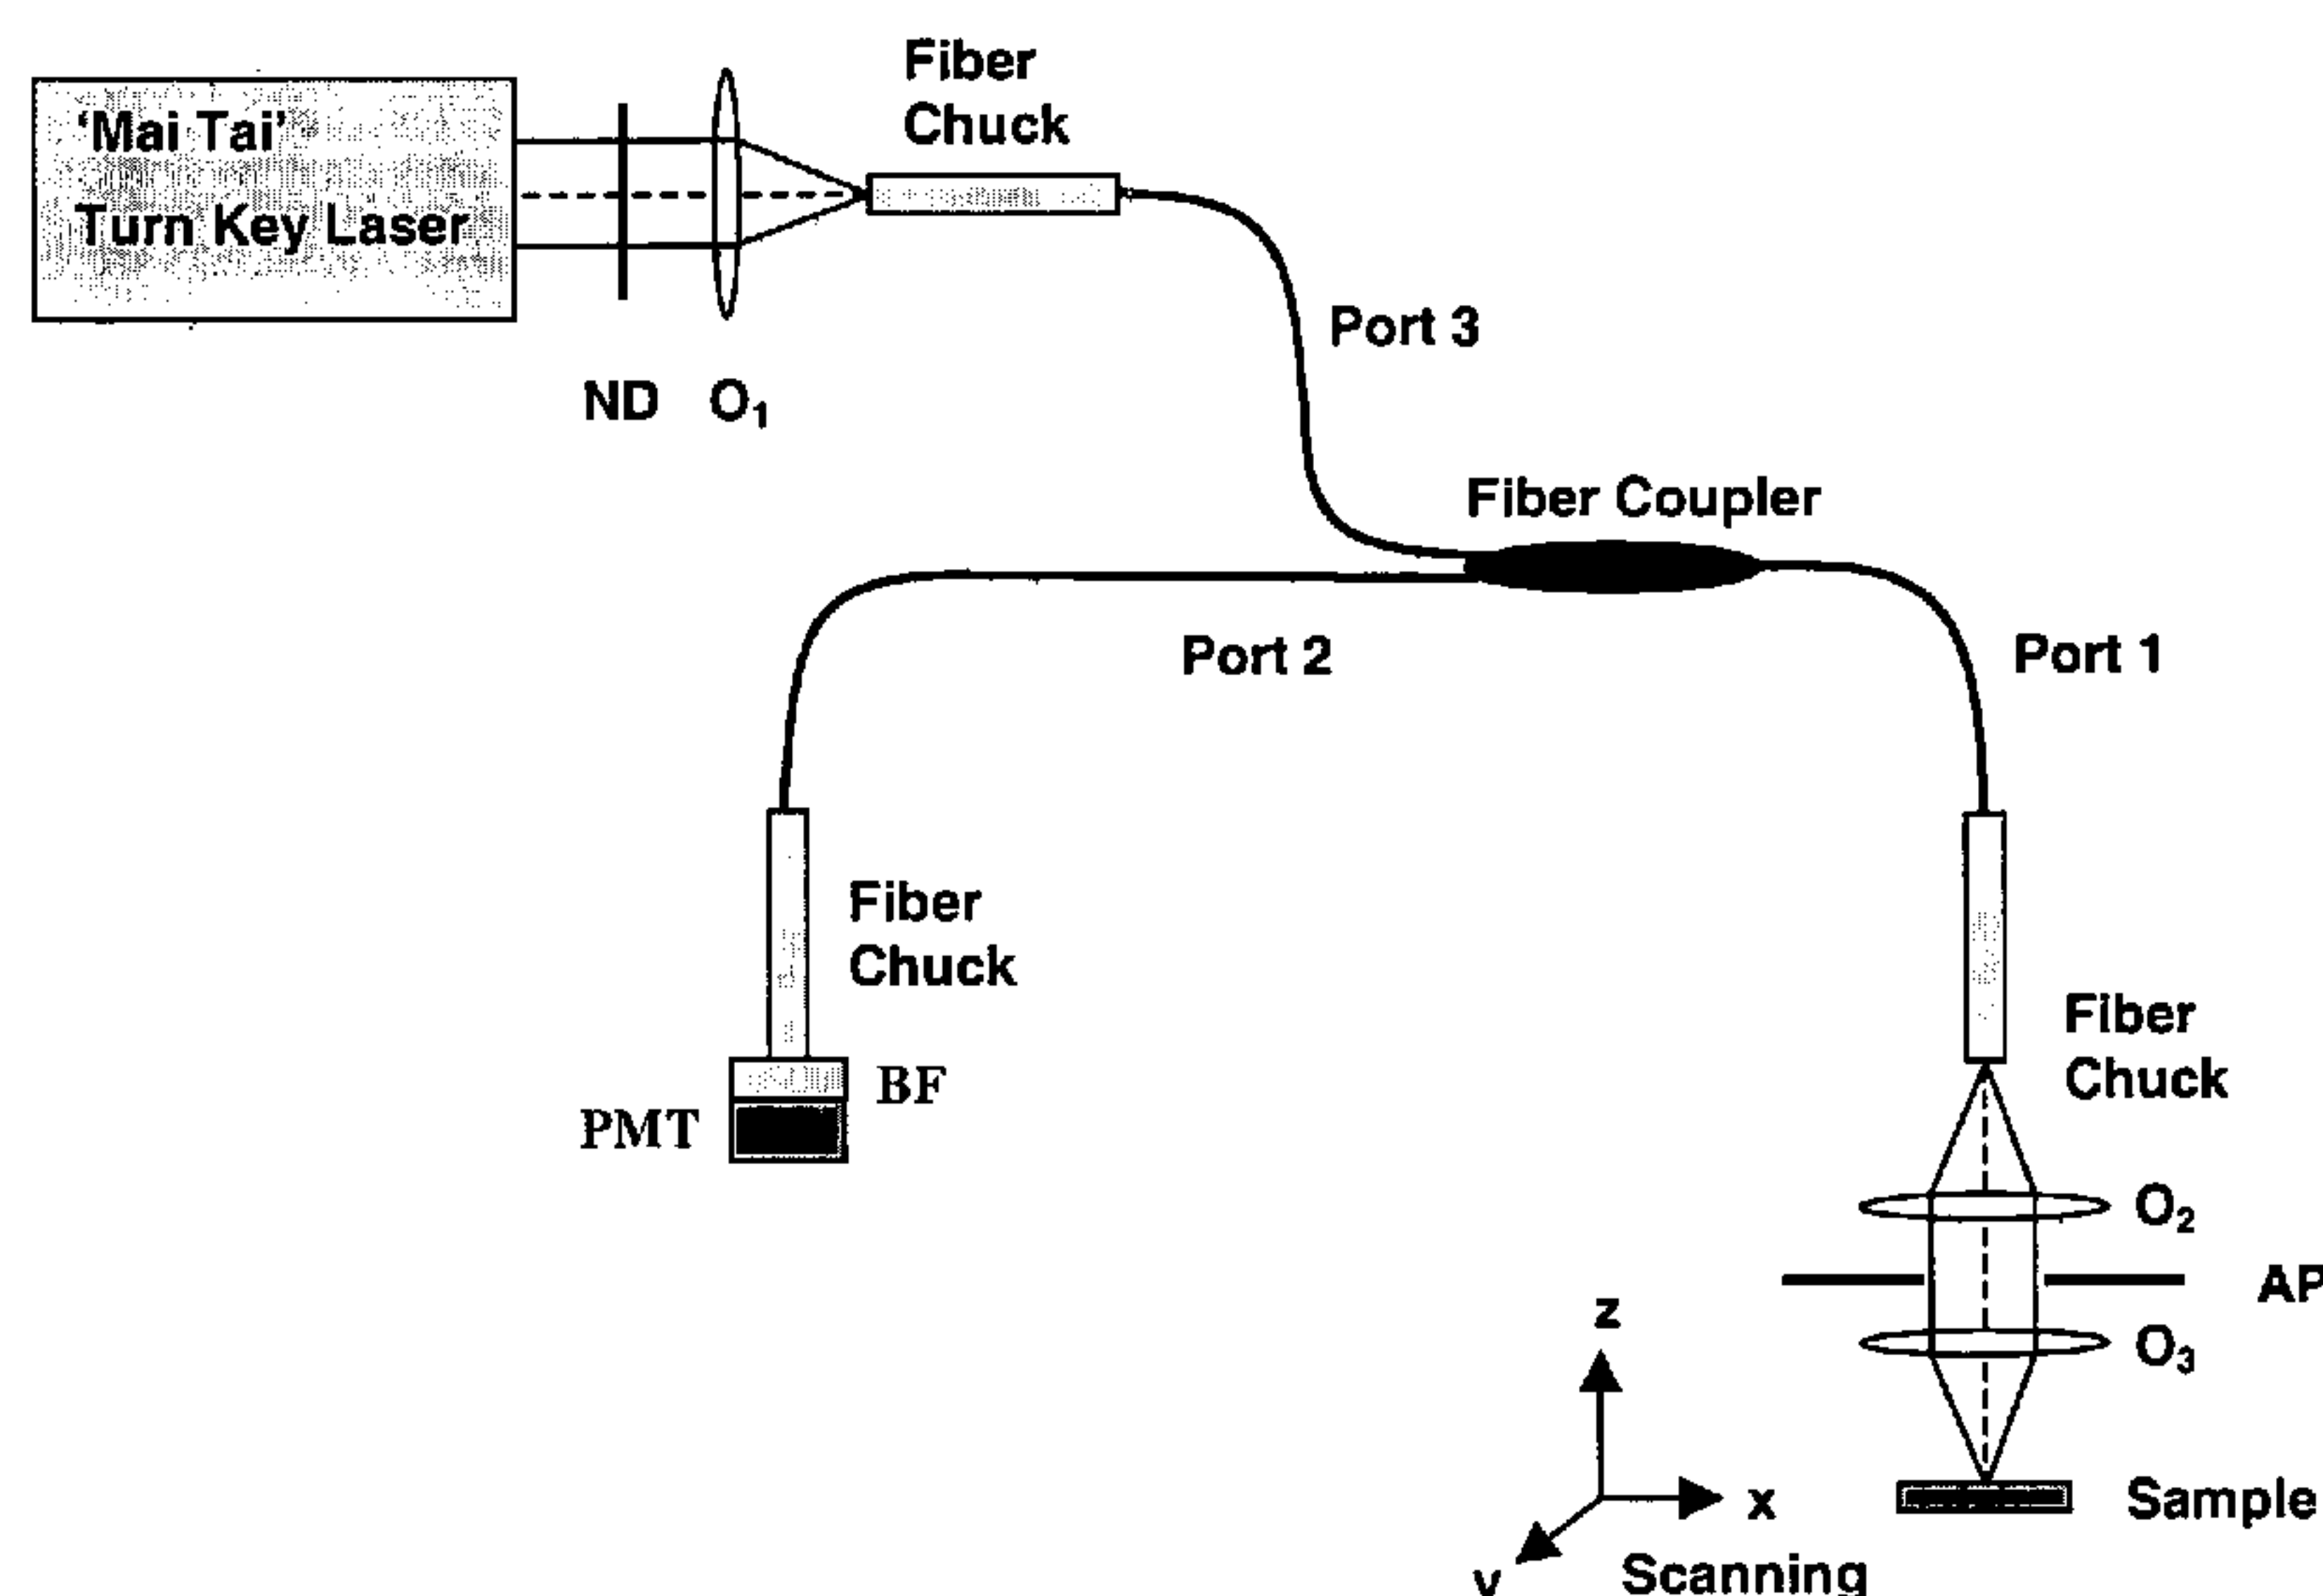 Fiber
Chuck
'Mai Tai'
Turn Key Laser
ND O₁
Port 3
Fiber Coupler
Port 2
Port 1
Fiber
Chuck
BF
PMT
Fiber
Chuck
O₂
AP
O₃
z
x
y
Sample
Scanning